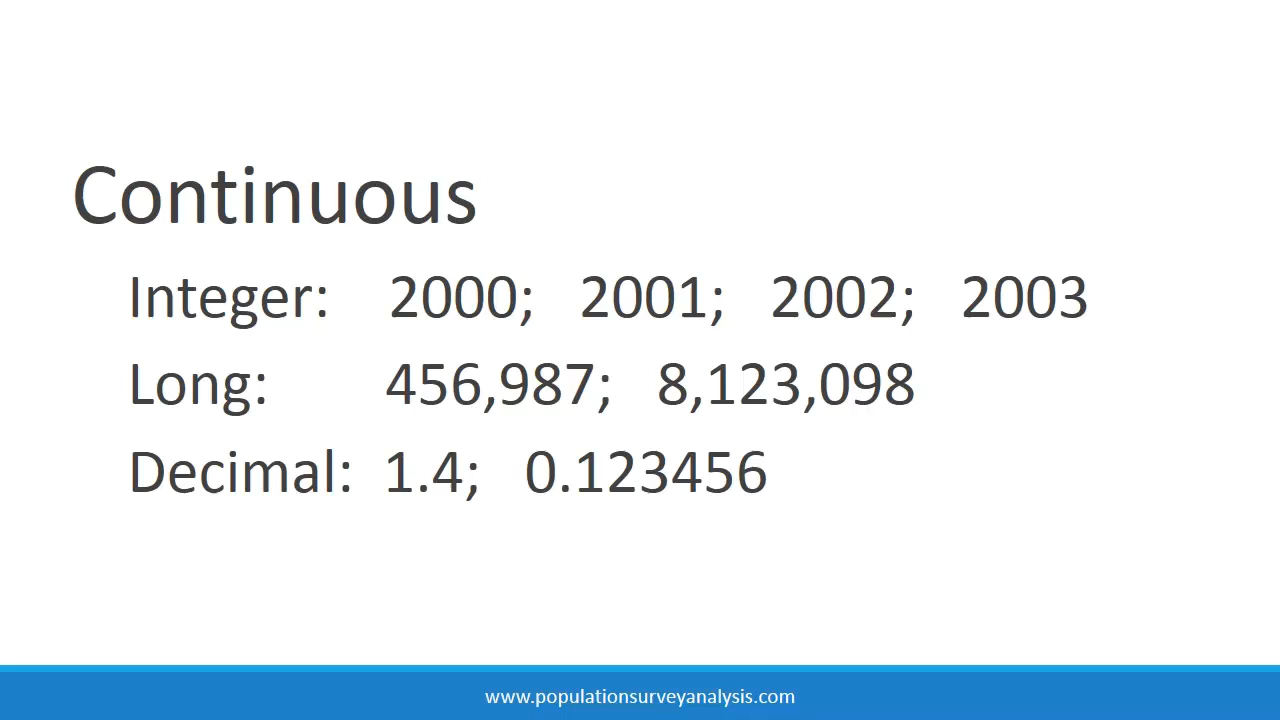 Continuous
Integer: 2000; 2001; 2002; 2003
Long: 456,987; 8,123,098
Decimal: 1.4; 0.123456
www.populationsurveyanalysis.com